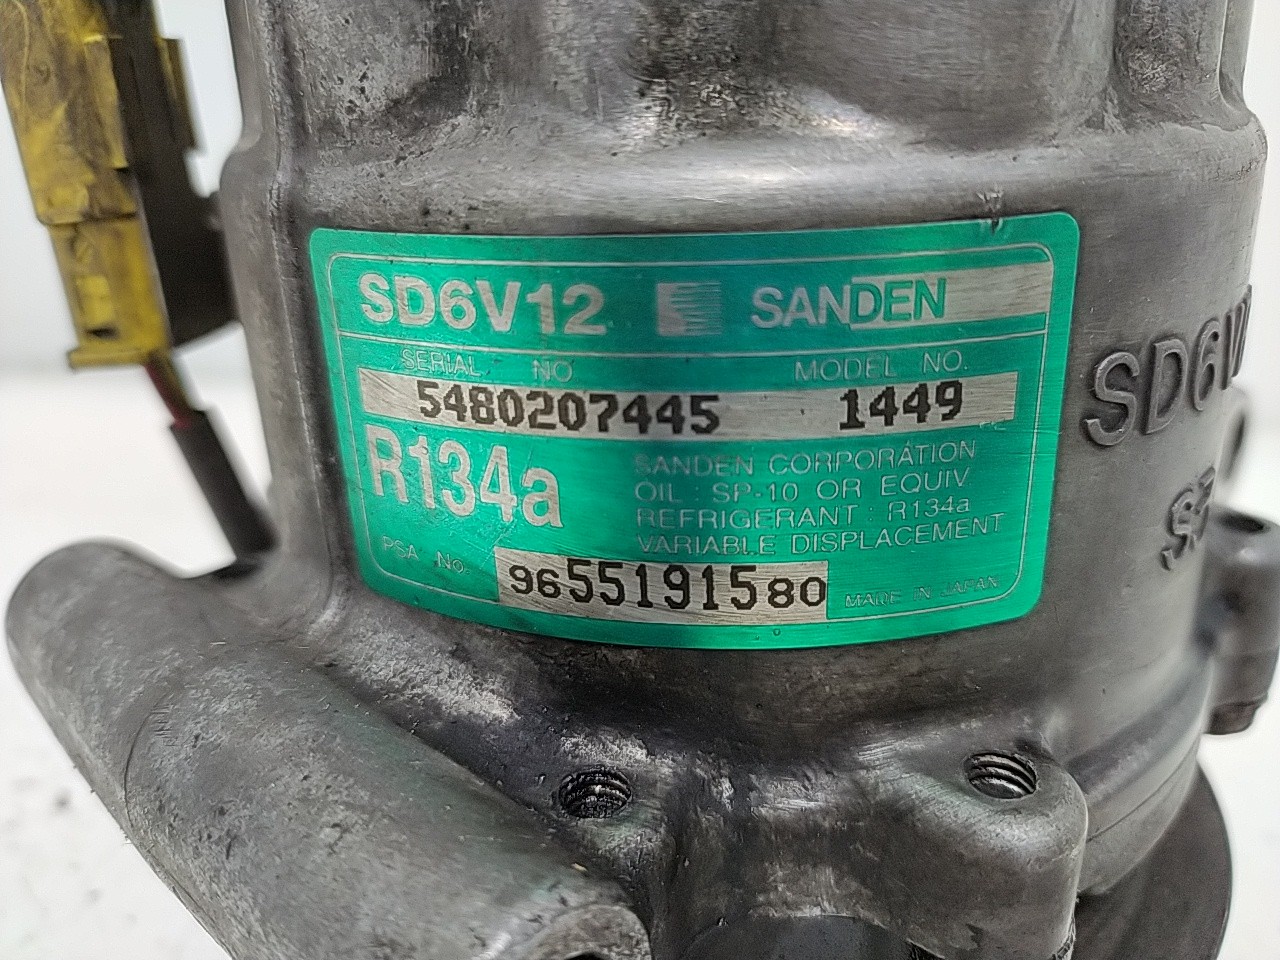 SD6V12 SANDEN
SERIAL NO MODEL NO.
5480207445 1449
R134a
SANDEN CORPORATION
OIL : SP-10 OR EQUIV.
REFRIGERANT : R134a
VARIABLE DISPLACEMENT
PSA No 9655191580 MADE IN JAPAN
SD6V